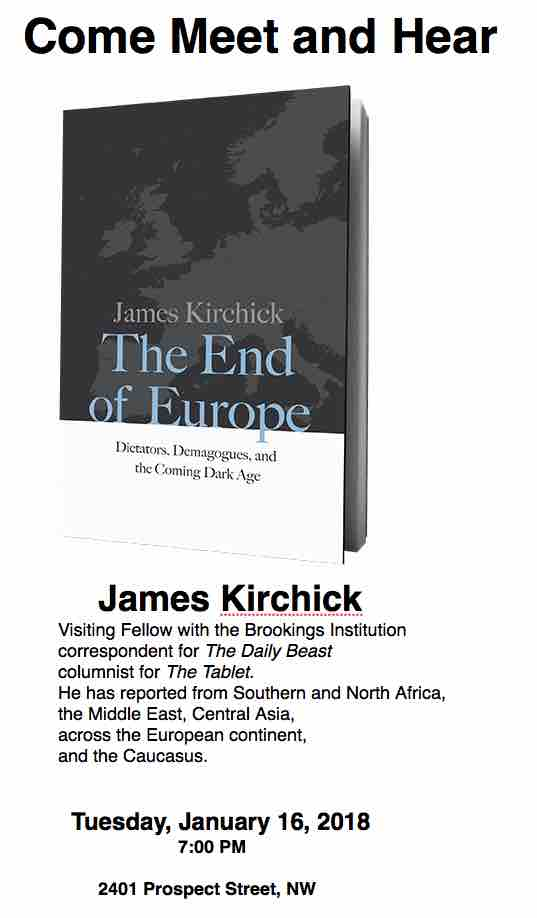 Come Meet and Hear
James Kirchick
The End
of Europe
Dictators, Demagogues, and
the Coming Dark Age
James Kirchick
Visiting Fellow with the Brookings Institution
correspondent for The Daily Beast
columnist for The Tablet.
He has reported from Southern and North Africa,
the Middle East, Central Asia,
across the European continent,
and the Caucasus.
Tuesday, January 16, 2018
7:00 PM
2401 Prospect Street, NW